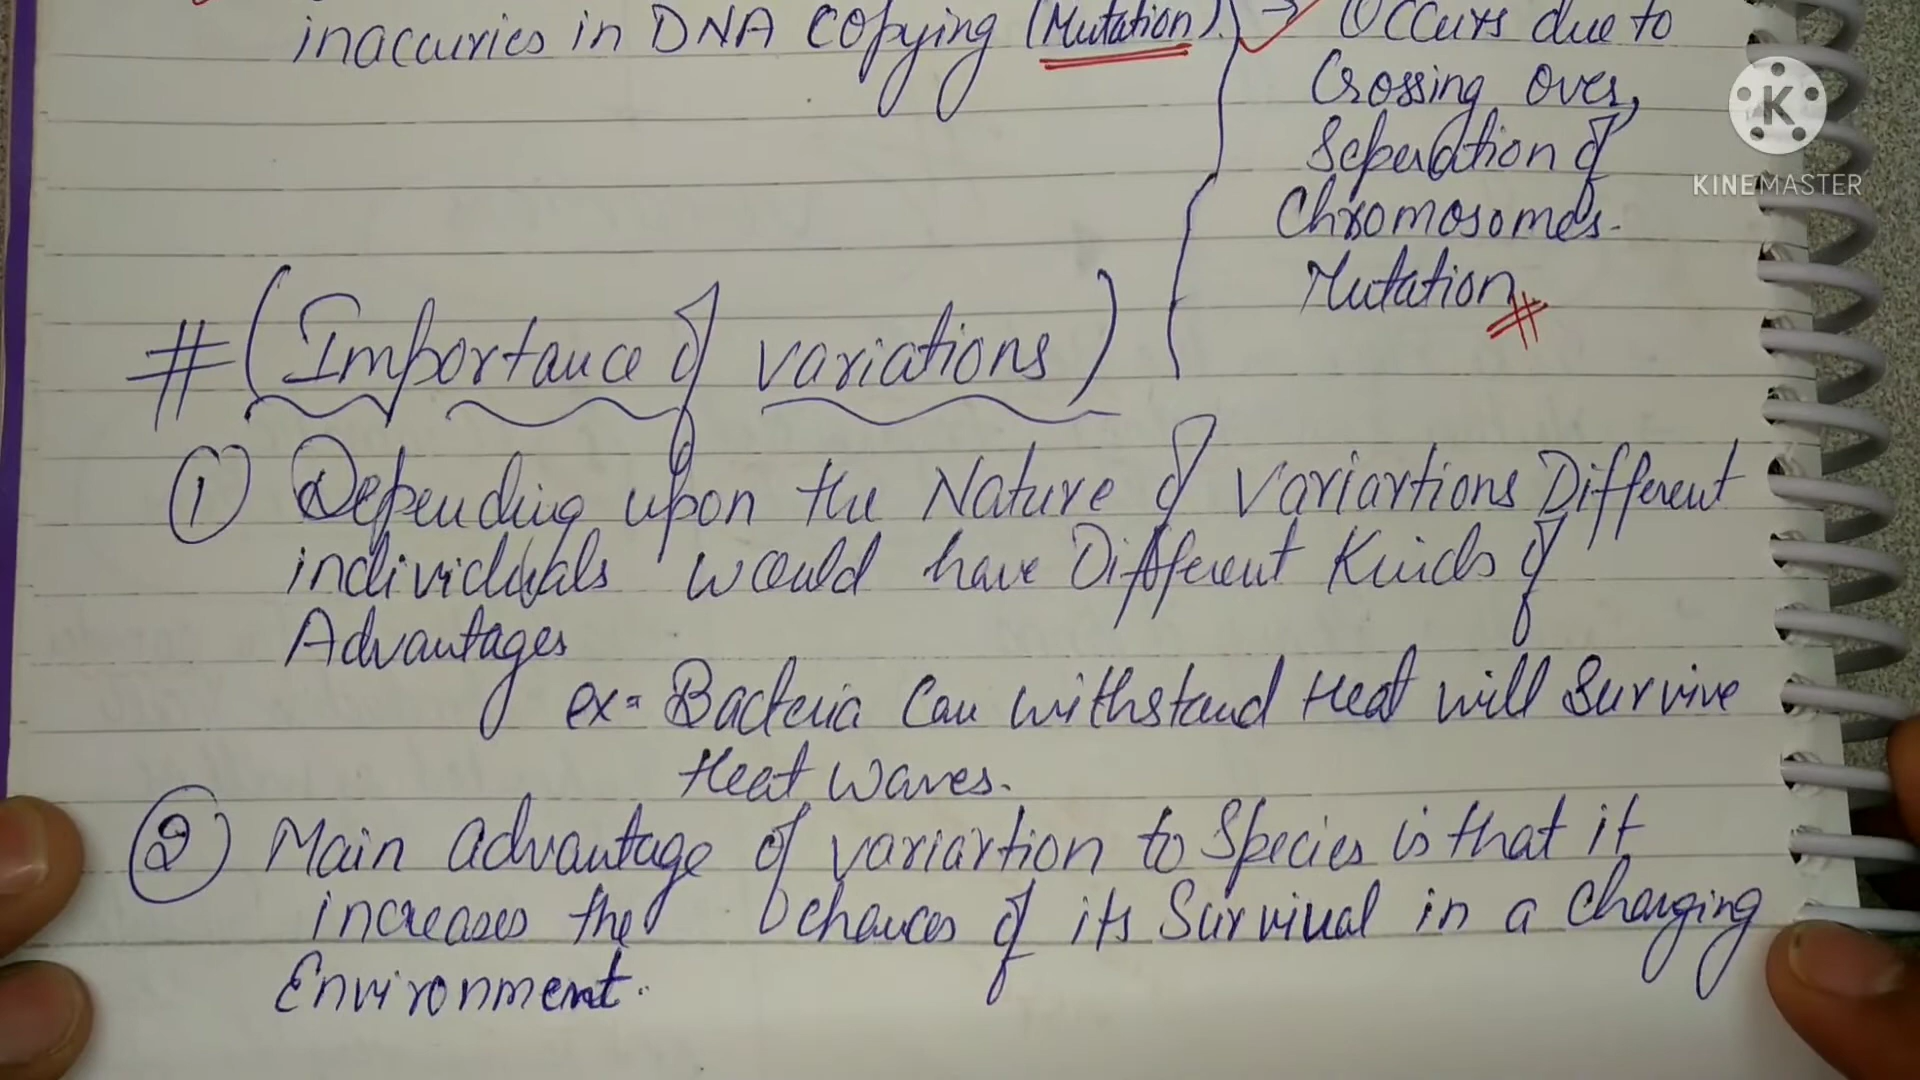 inaccuries in DNA Copying (Mutation).
→ Occurs due to
Crossing over,
Seperation of
Chromosomes.
Mutation
# (Importance of variations)
① Depending upon the Nature of Variartions Different
individuals would have Different Kinds of
Advantages
ex= Bacteria Can withstand Heat will Survive
Heat waves.
② Main advantage of variartion to Species is that it
increases the chances of its Survival in a Changing
Environment.
K
KINEMASTER